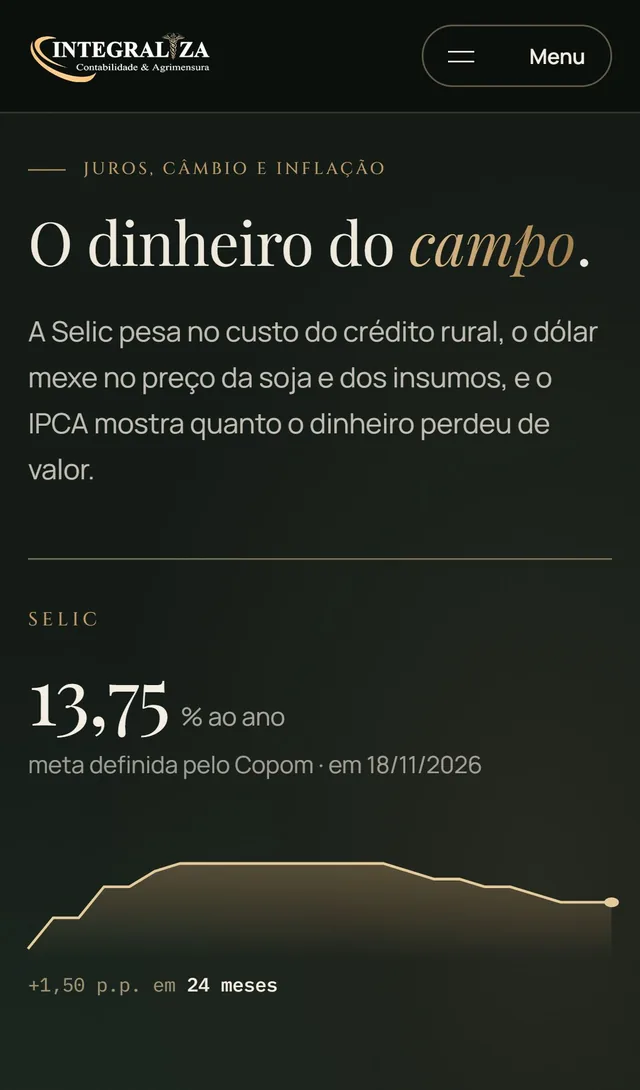 INTEGRALIZA
Contabilidade & Agrimensura
Menu
JUROS, CÂMBIO E INFLAÇÃO
O dinheiro do campo.
A Selic pesa no custo do crédito rural, o dólar
mexe no preço da soja e dos insumos, e o
IPCA mostra quanto o dinheiro perdeu de
valor.
SELIC
13,75 % ao ano
meta definida pelo Copom · em 18/11/2026
+1,50 p.p. em 24 meses